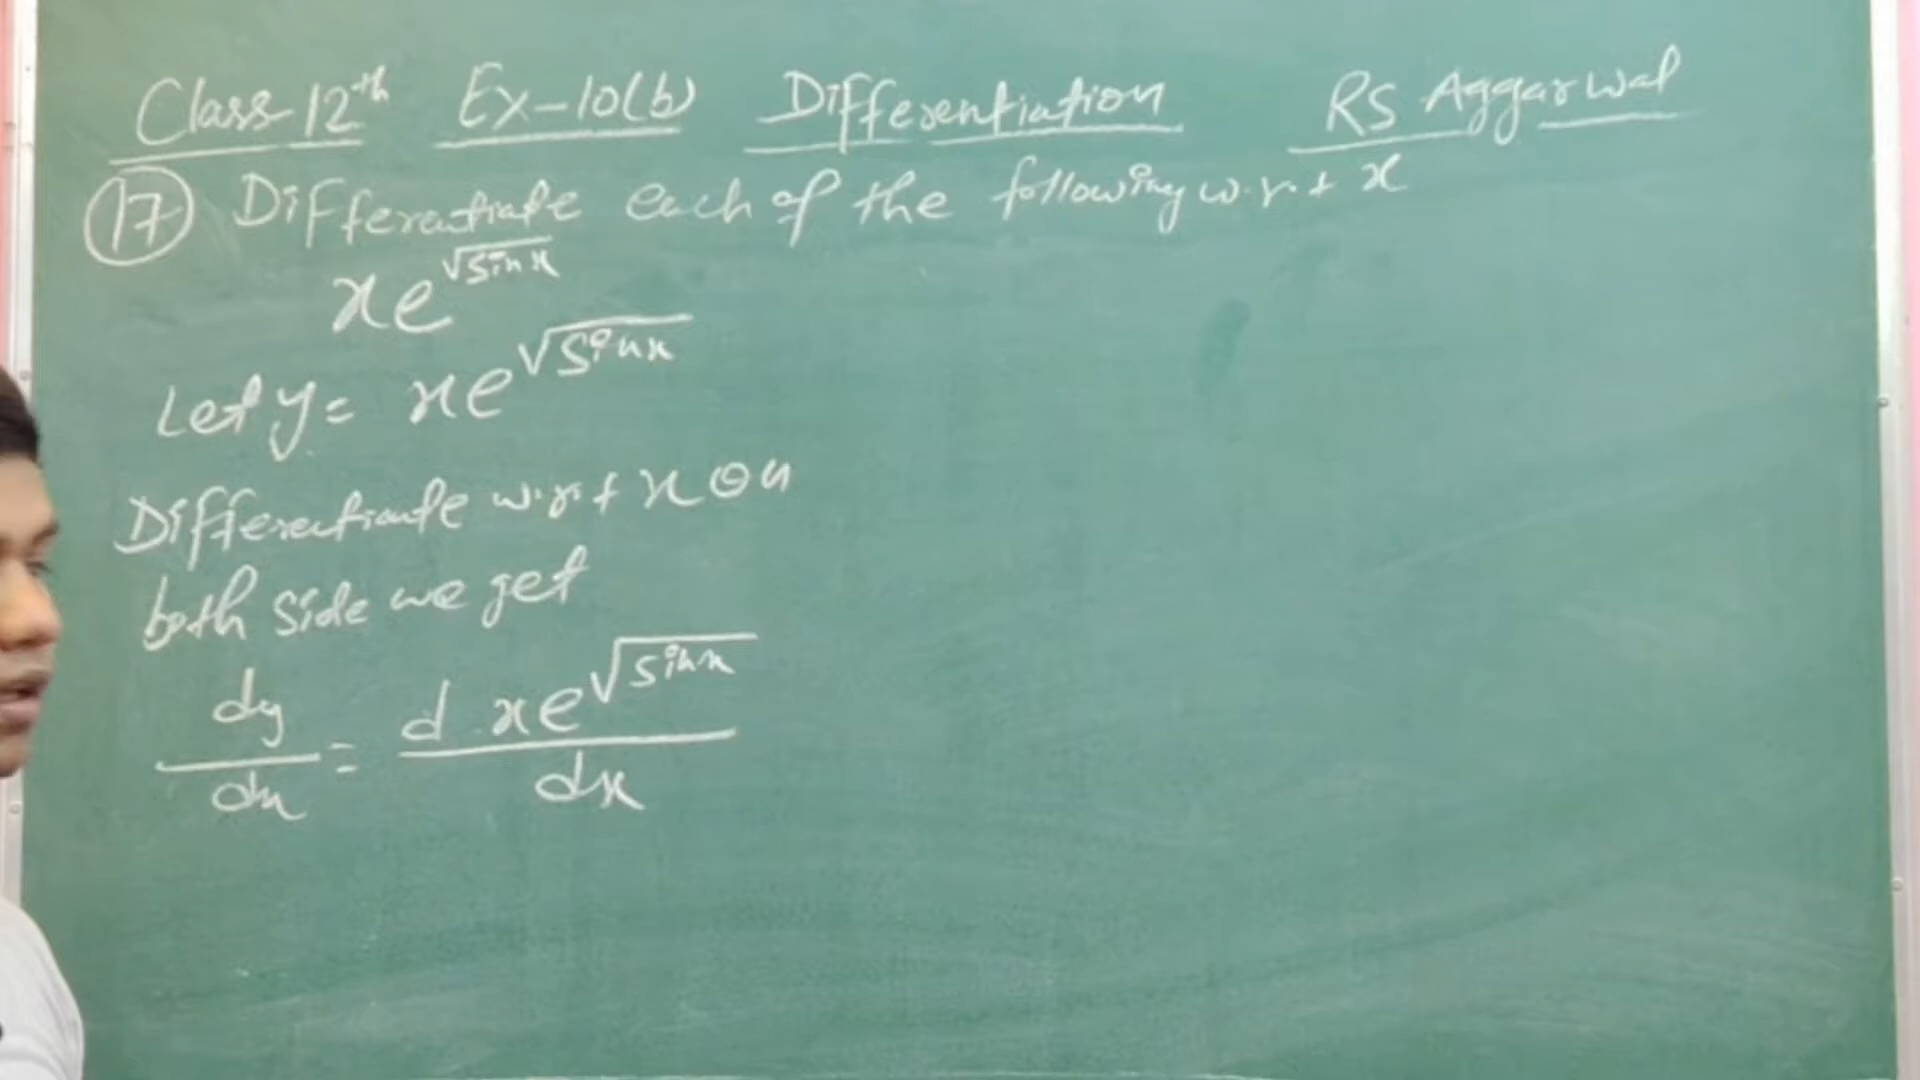 Class 12th Ex-10(b) Differentiation RS Aggarwal
17 Differentiate each of the following w.r.t x
xe^√sinx
Let y = xe^√sinx
Differentiate w.r.t x on
both side we get
dy/dx = d xe^√sinx/dx